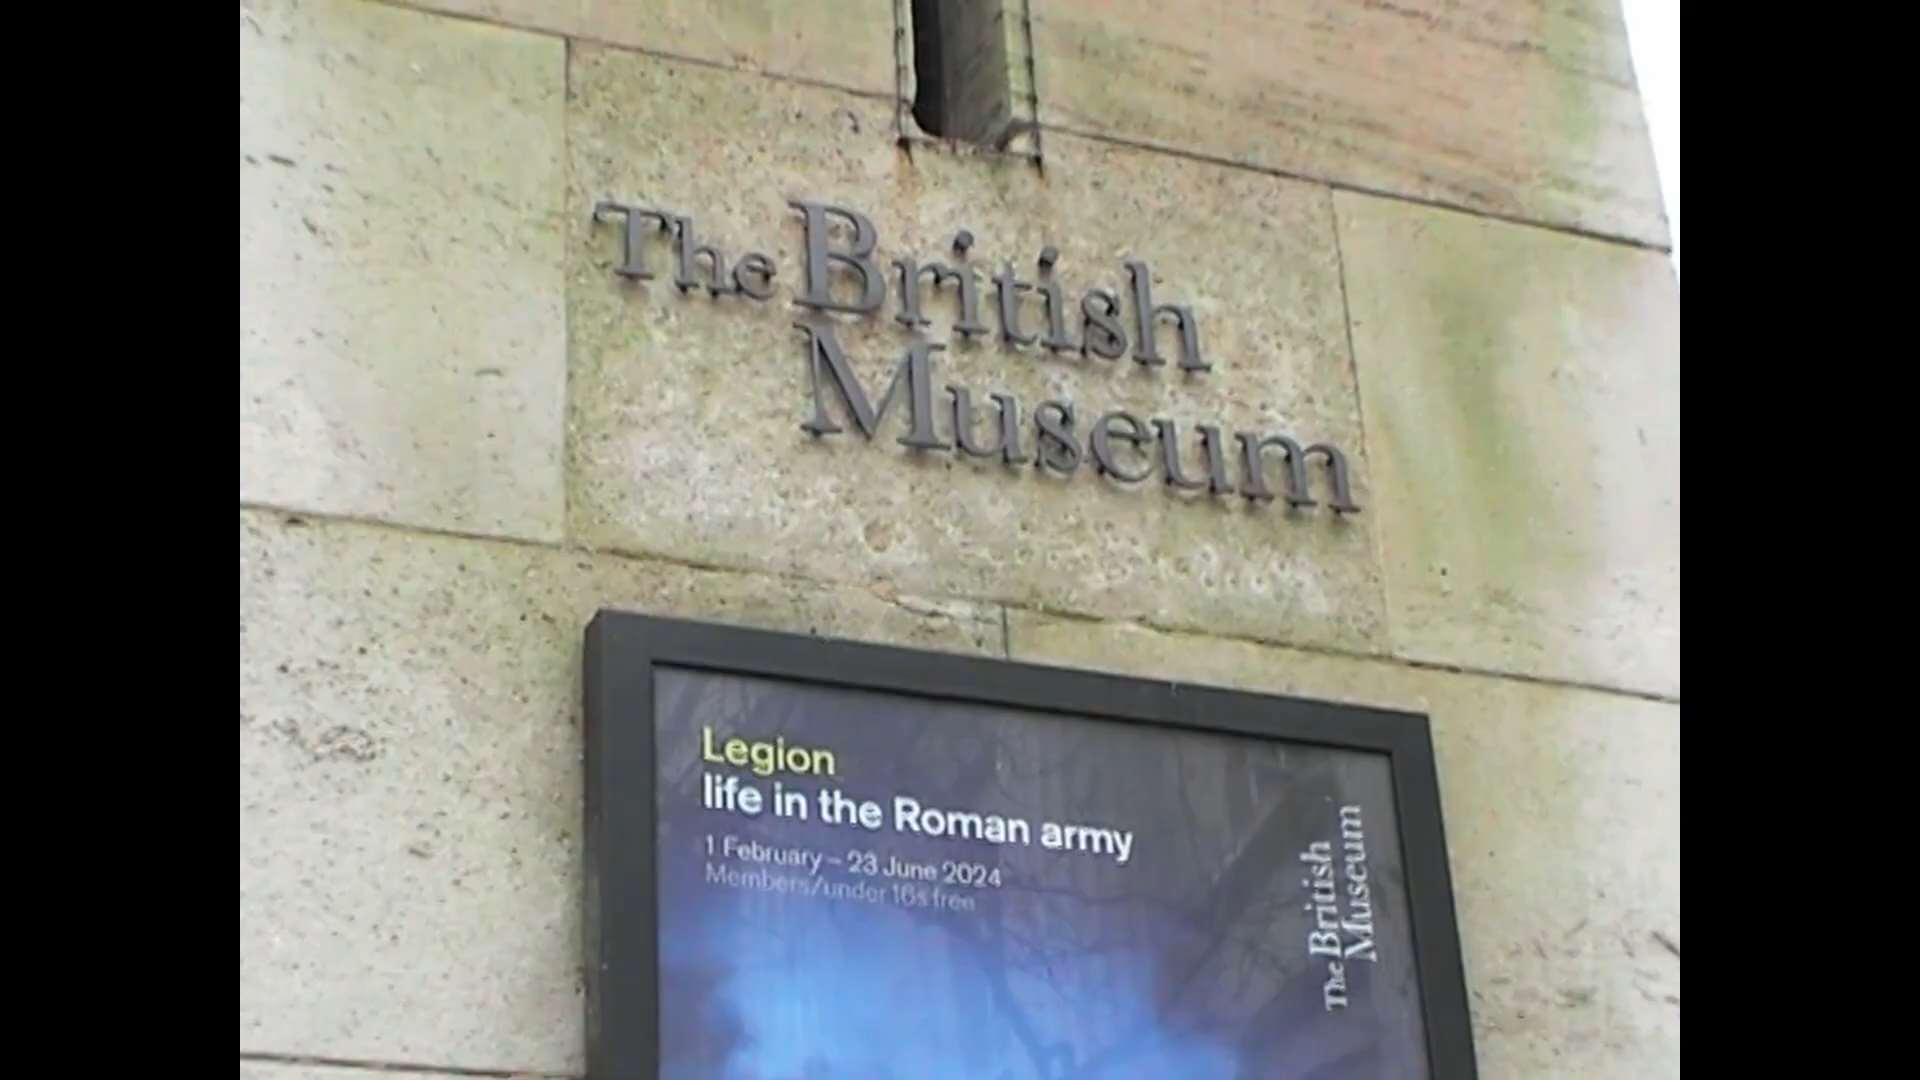 The British
Museum
Legion
life in the Roman army
1 February – 23 June 2024
Members/under 16s free
The British
Museum